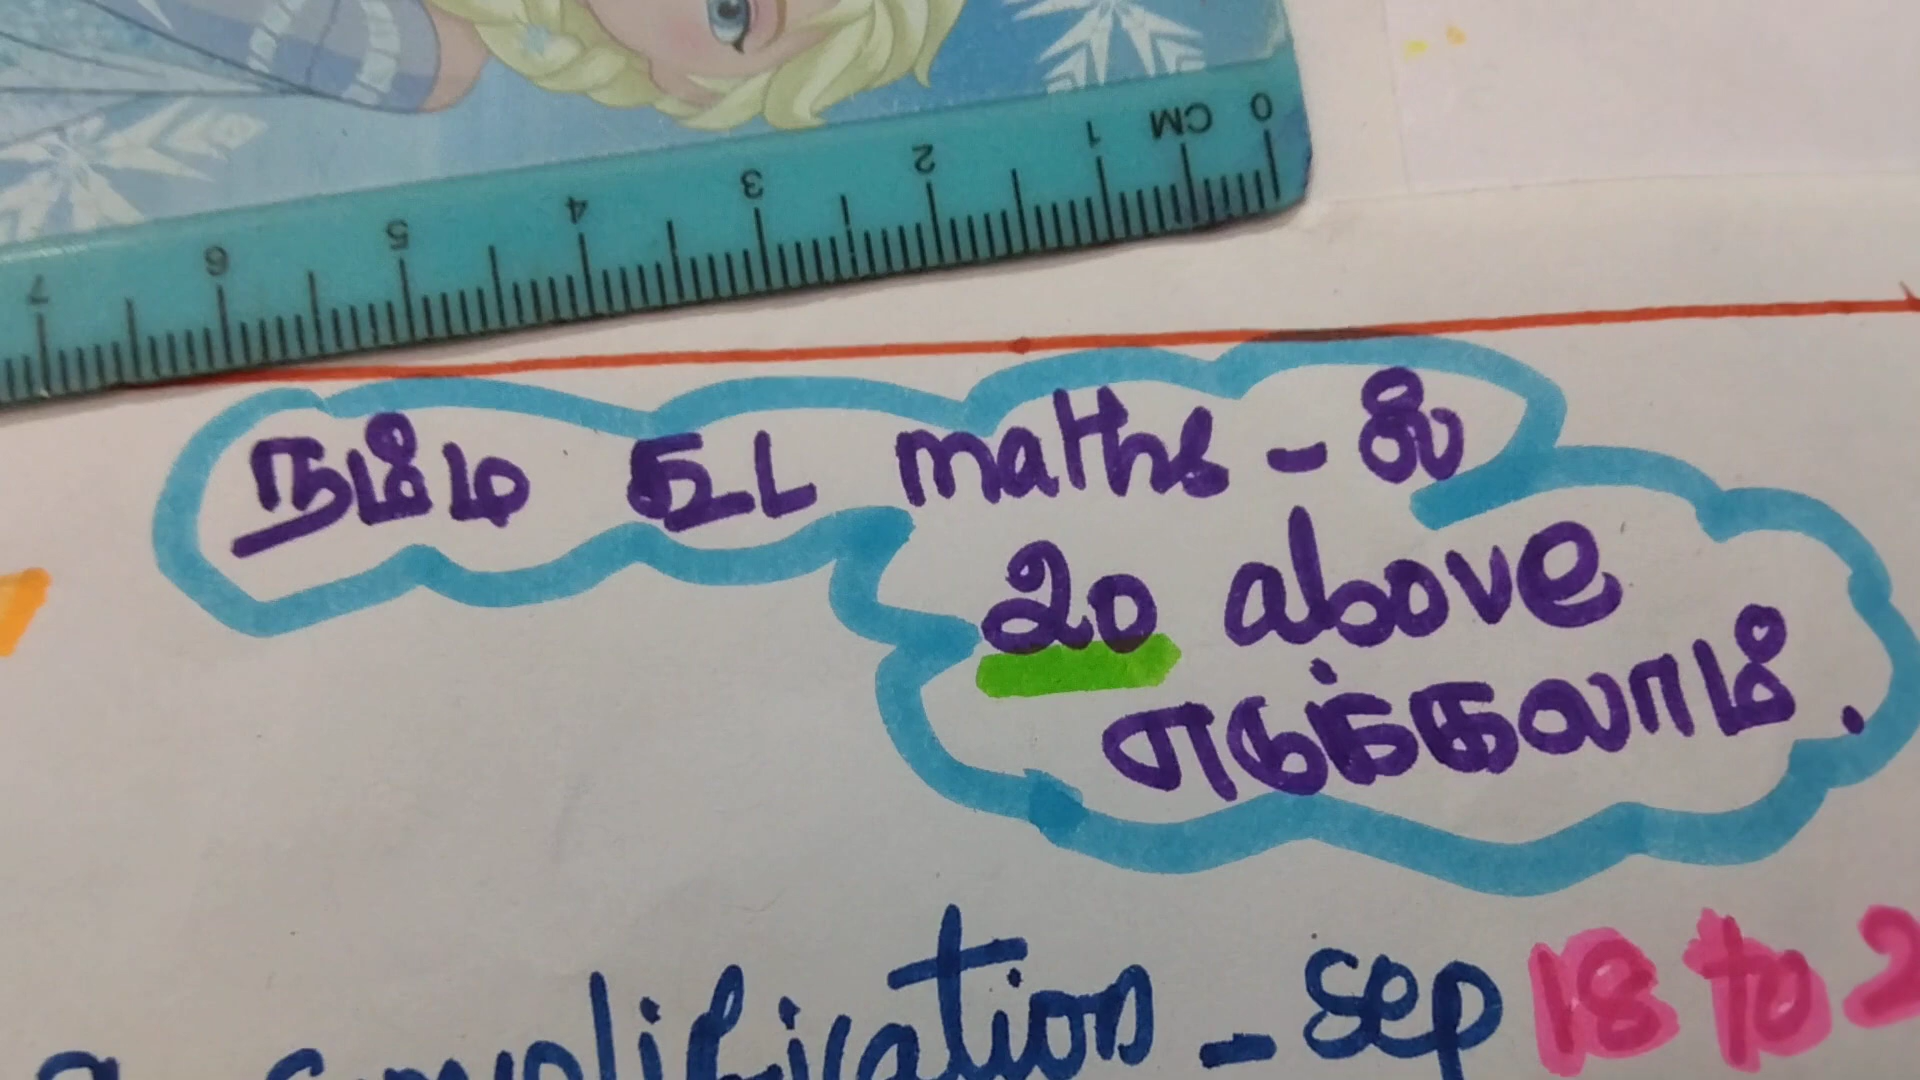 7 6 5 4 3 2 1 CM 0
நம்ம கூட maths - ல்
20 above
எடுக்கலாம்.
Simplification - Sep 18 to 2